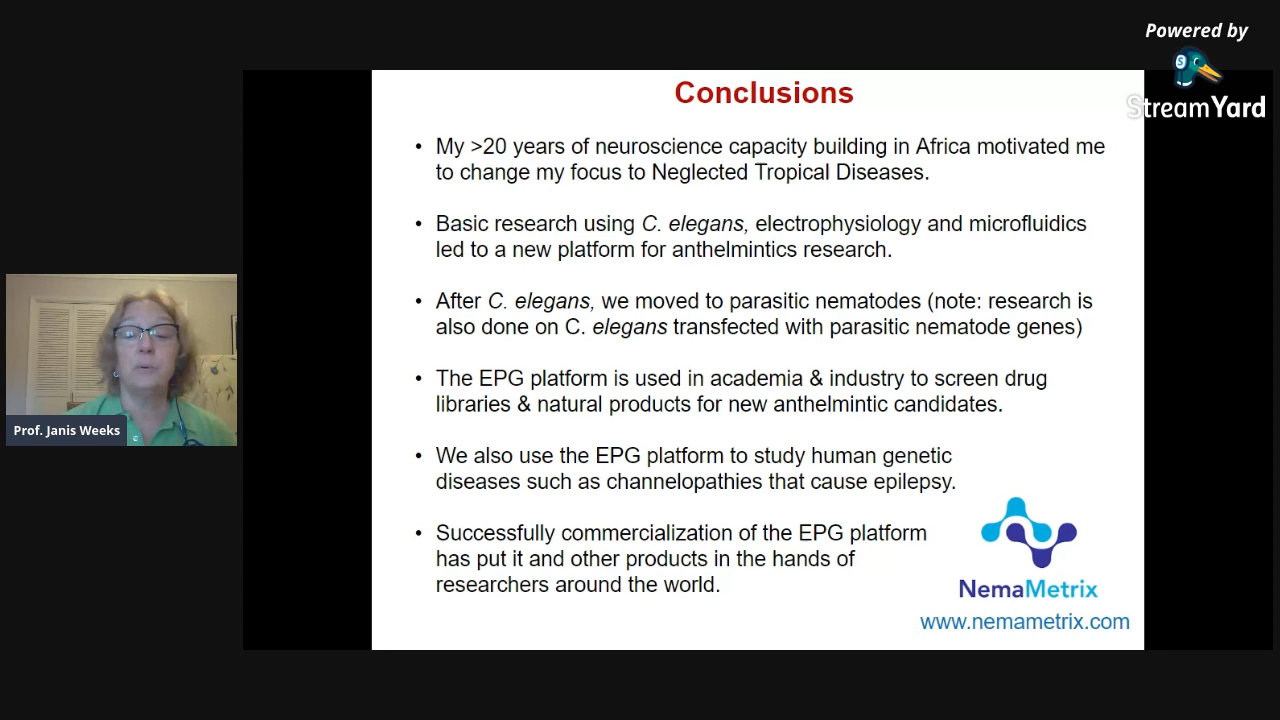 Powered by
StreamYard
Conclusions
• My >20 years of neuroscience capacity building in Africa motivated me
to change my focus to Neglected Tropical Diseases.
• Basic research using C. elegans, electrophysiology and microfluidics
led to a new platform for anthelmintics research.
• After C. elegans, we moved to parasitic nematodes (note: research is
also done on C. elegans transfected with parasitic nematode genes)
• The EPG platform is used in academia & industry to screen drug
libraries & natural products for new anthelmintic candidates.
• We also use the EPG platform to study human genetic
diseases such as channelopathies that cause epilepsy.
• Successfully commercialization of the EPG platform
has put it and other products in the hands of
researchers around the world.
NemaMetrix
www.nemametrix.com
Prof. Janis Weeks